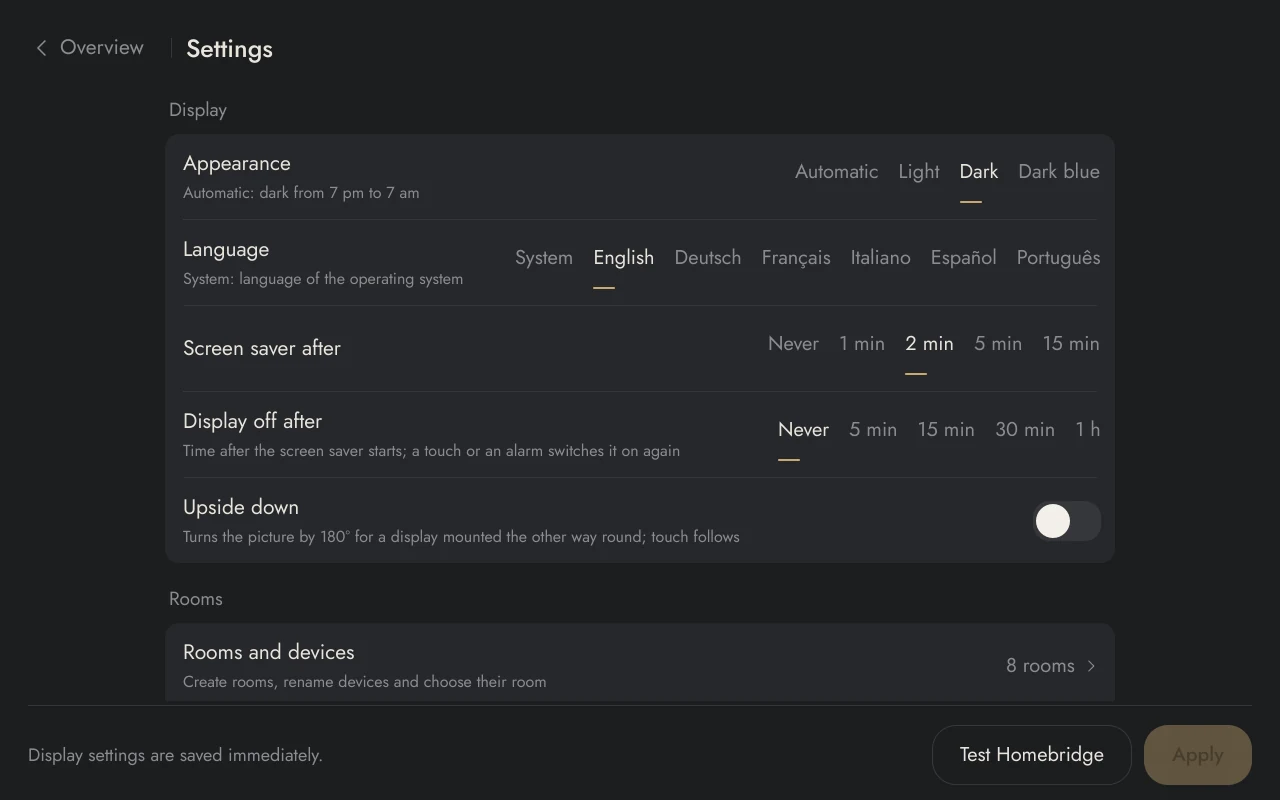 Overview
Settings
Display
Appearance
Automatic: dark from 7 pm to 7 am
Automatic Light Dark Dark blue
Language
System: language of the operating system
System English Deutsch Français Italiano Español Português
Screen saver after
Never 1 min 2 min 5 min 15 min
Display off after
Time after the screen saver starts; a touch or an alarm switches it on again
Never 5 min 15 min 30 min 1 h
Upside down
Turns the picture by 180° for a display mounted the other way round; touch follows
Rooms
Rooms and devices
Create rooms, rename devices and choose their room
8 rooms
Display settings are saved immediately.
Test Homebridge
Apply